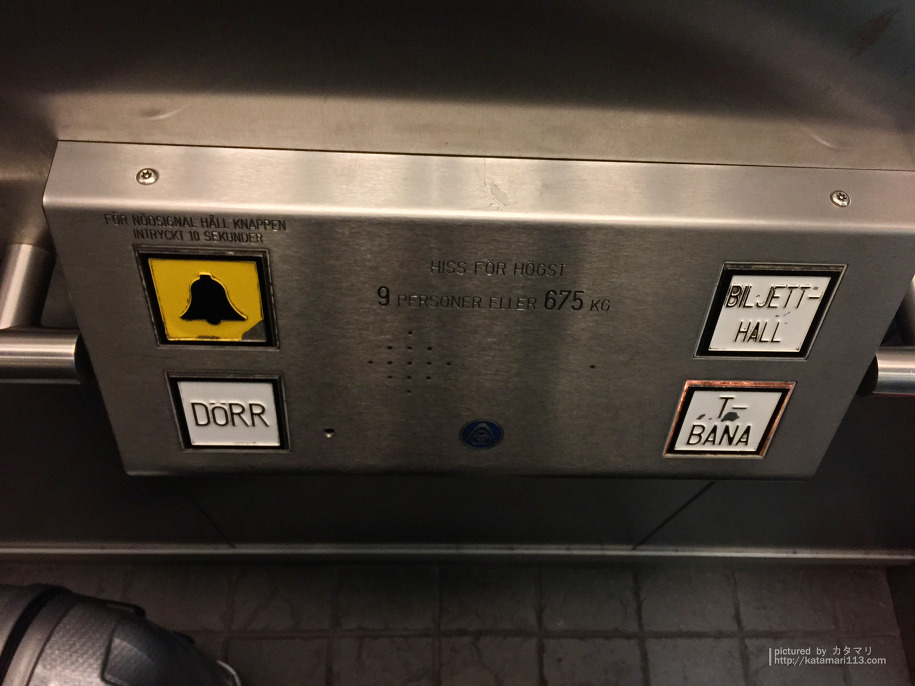 FÖR NÖDSIGNAL HÅLL KNAPPEN
INTRYCKT 10 SEKUNDER
HISS FÖR HÖGST
9 PERSONER ELLER 675 KG
BILJETT-
HALL
DÖRR
T-
BANA
pictured by カタマリ
http://katamari113.com